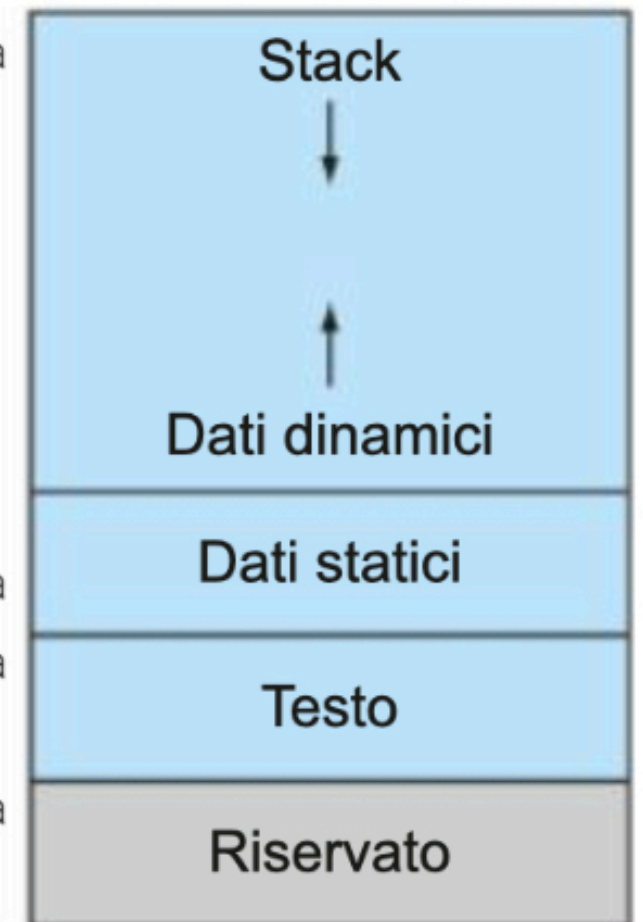 Stack
Dati dinamici
Dati statici
Testo
Riservato